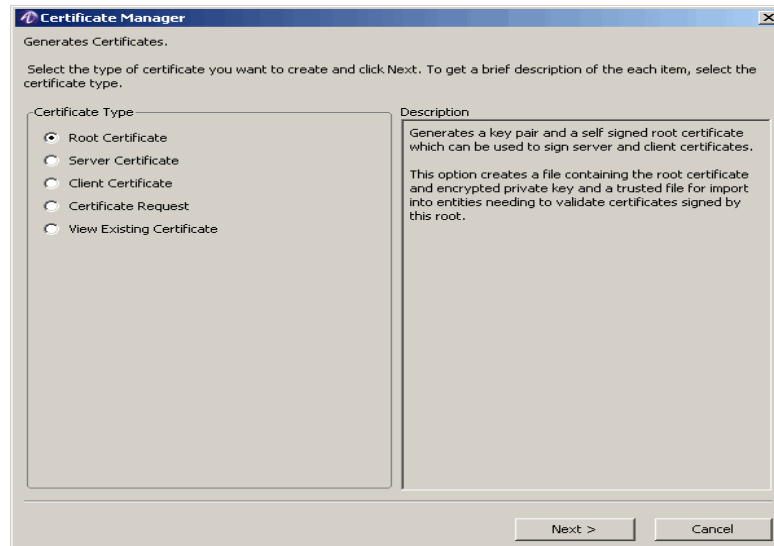 Certificate Manager
Generates Certificates.
Select the type of certificate you want to create and click Next. To get a brief description of the each item, select the
certificate type.
Certificate Type
Root Certificate
Server Certificate
Client Certificate
Certificate Request
View Existing Certificate
Description
Generates a key pair and a self signed root certificate
which can be used to sign server and client certificates.
This option creates a file containing the root certificate
and encrypted private key and a trusted file for import
into entities needing to validate certificates signed by
this root.
Next >
Cancel